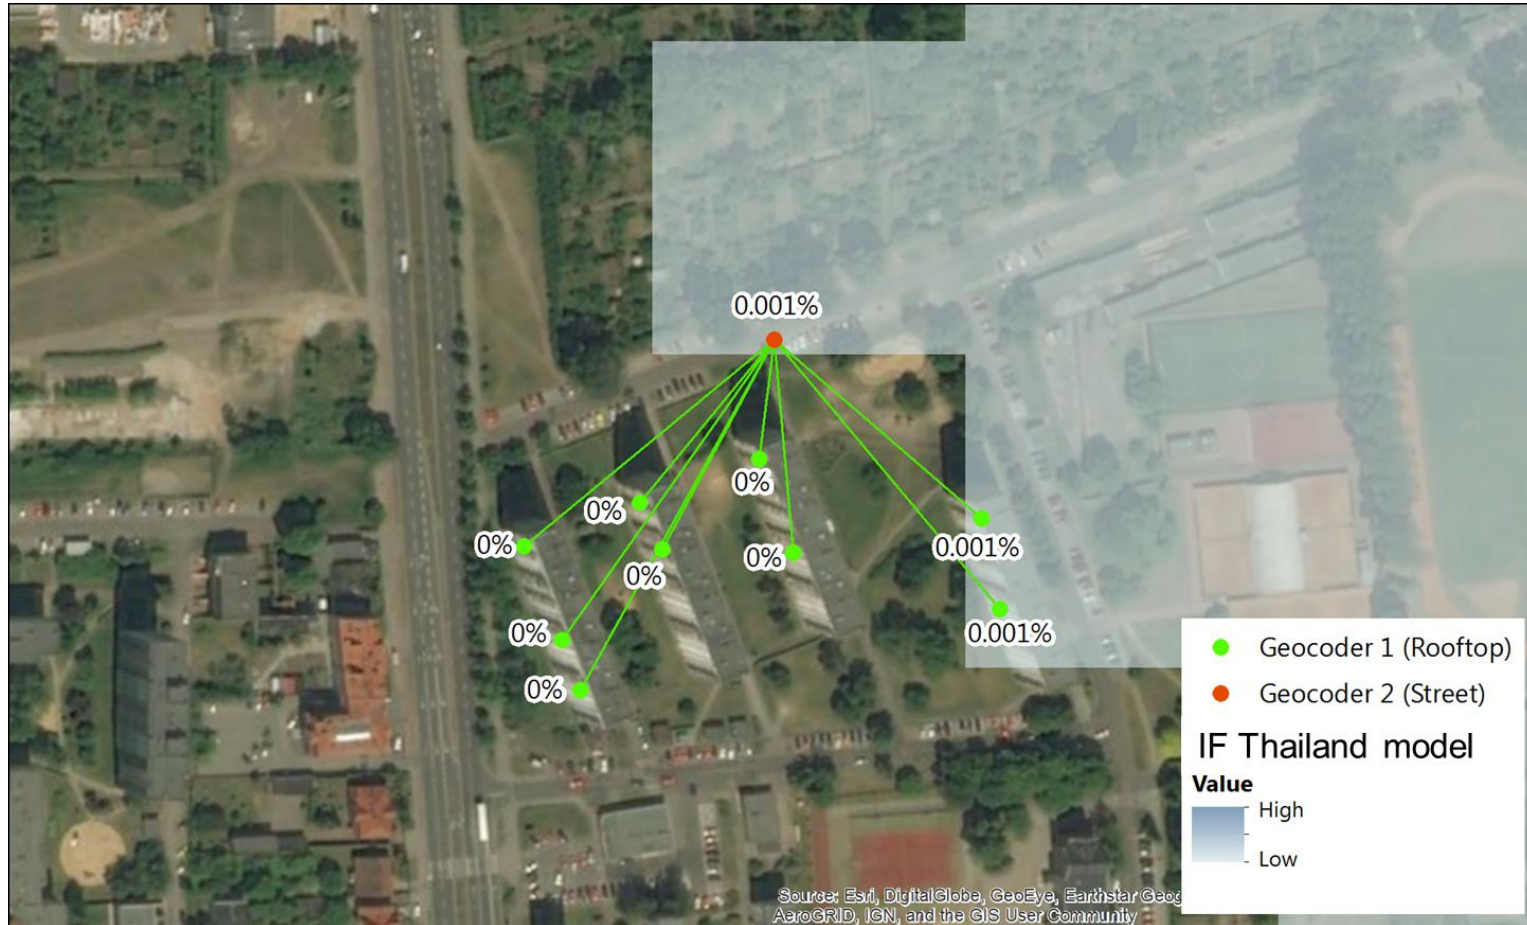 0.001%
0%
0%
0%
0.001%
0%
0%
0%
0.001%
0%
0%
Geocoder 1 (Rooftop)
Geocoder 2 (Street)
IF Thailand model
Value
High
Low
Source: Esri, DigitalGlobe, GeoEye, Earthstar Geog
AeroGRID, IGN, and the GIS User Community